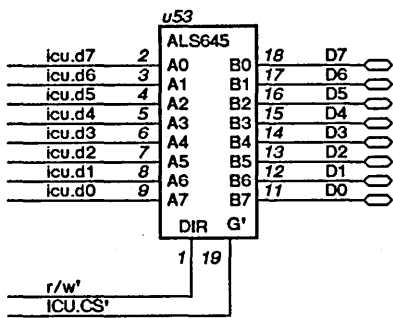 u53
ALS645
icu.d7 2 A0 B0 18 D7
icu.d6 3 A1 B1 17 D6
icu.d5 4 A2 B2 16 D5
icu.d4 5 A3 B3 15 D4
icu.d3 6 A4 B4 14 D3
icu.d2 7 A5 B5 13 D2
icu.d1 8 A6 B6 12 D1
icu.d0 9 A7 B7 11 D0
DIR G'
1 19
r/w'
ICU.CS'